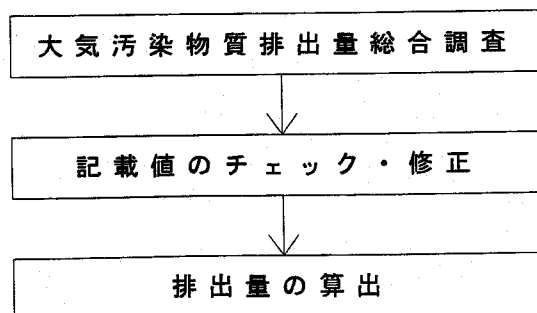 大気汚染物質排出量総合調査
記載値のチェック・修正
排出量の算出